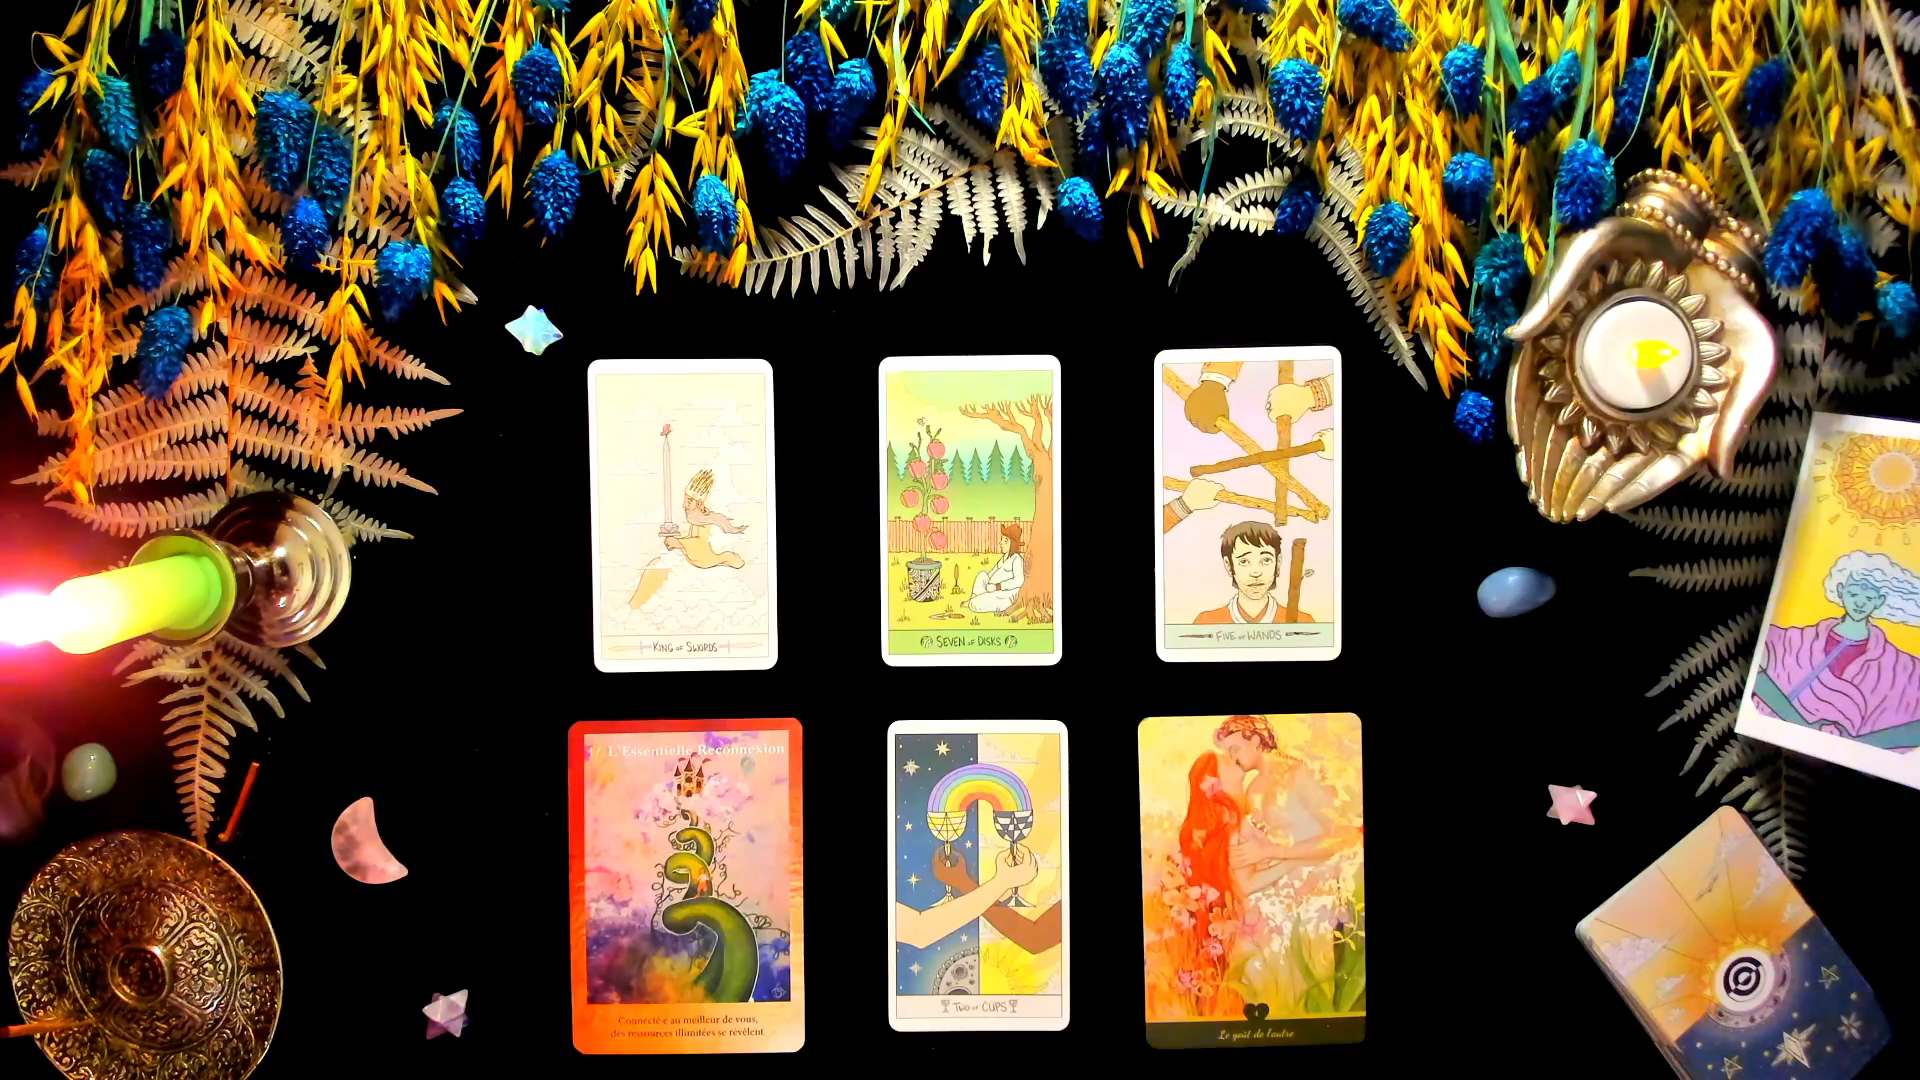 KING OF SWORDS
SEVEN OF DISKS
FIVE OF WANDS
17 L'Essentielle Reconnexion
Connecté·e au meilleur de vous,
des ressources illimitées se révèlent.
TWO OF CUPS
Le goût de l'autre